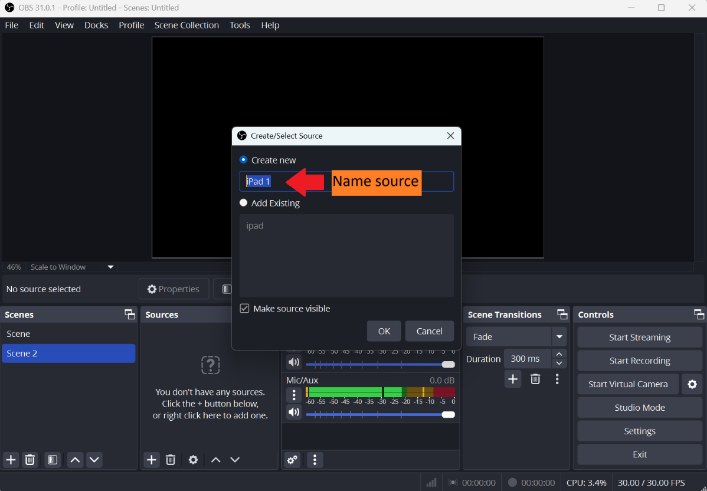 OBS 31.0.1 - Profile: Untitled - Scenes: Untitled
File Edit View Docks Profile Scene Collection Tools Help
Create/Select Source
Create new
iPad 1
Name source
Add Existing
ipad
Make source visible
OK Cancel
46% Scale to Window
No source selected
Properties
Scenes
Scene
Scene 2
Sources
You don't have any sources.
Click the + button below,
or right click here to add one.
-60 -55 -50 -45 -40 -35 -30 -25 -20 -15 -10 -5 0
Mic/Aux 0.0 dB
-60 -55 -50 -45 -40 -35 -30 -25 -20 -15 -10 -5 0
Scene Transitions
Fade
Duration 300 ms
Controls
Start Streaming
Start Recording
Start Virtual Camera
Studio Mode
Settings
Exit
00:00:00 00:00:00 CPU: 3.4% 30.00 / 30.00 FPS